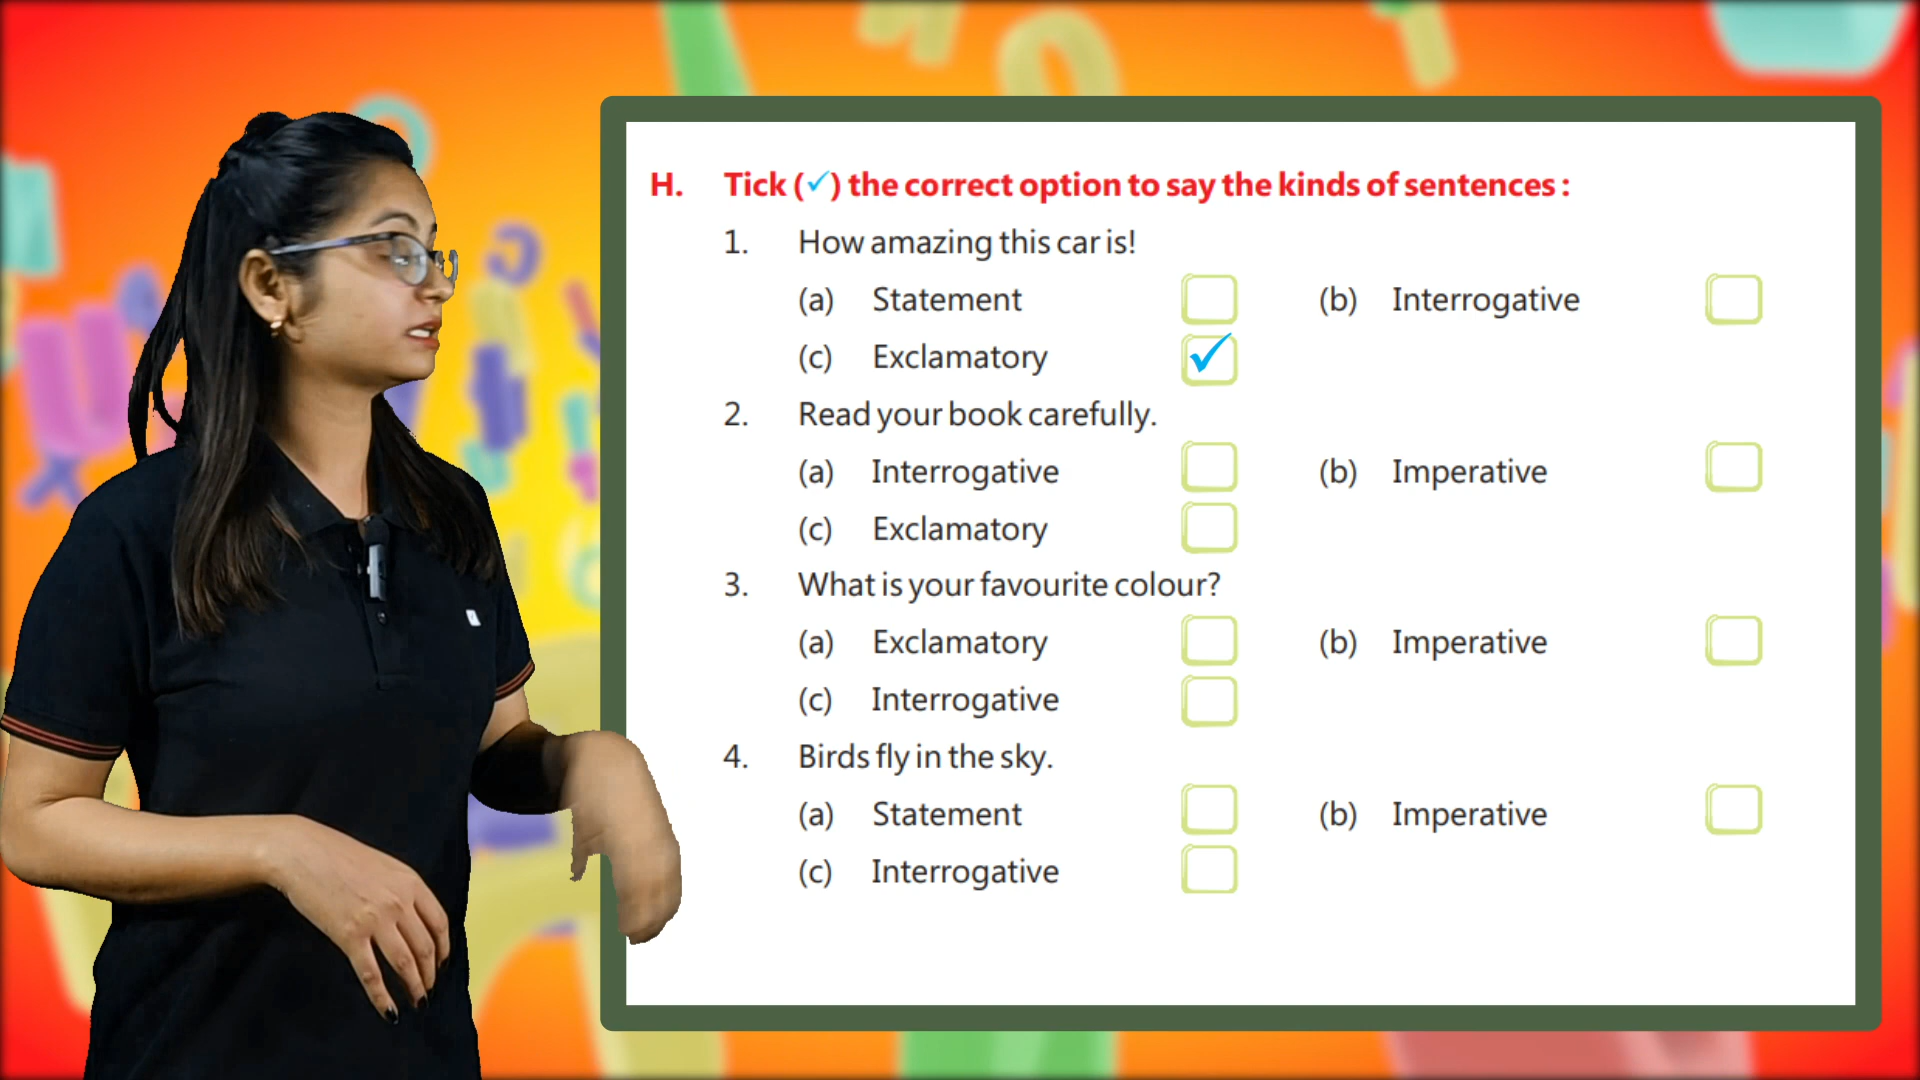 H. Tick (✓) the correct option to say the kinds of sentences :
1. How amazing this car is!
(a) Statement (b) Interrogative
(c) Exclamatory ✓
2. Read your book carefully.
(a) Interrogative (b) Imperative
(c) Exclamatory
3. What is your favourite colour?
(a) Exclamatory (b) Imperative
(c) Interrogative
4. Birds fly in the sky.
(a) Statement (b) Imperative
(c) Interrogative